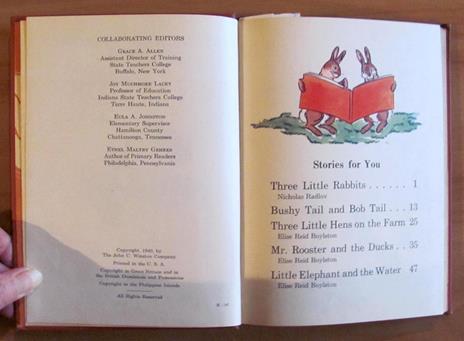 COLLABORATING EDITORS
GRACE A. ALLEN
Assistant Director of Training
State Teachers College
Buffalo, New York
JOY MUCHMORE LACEY
Professor of Education
Indiana State Teachers College
Terre Haute, Indiana
EULA A. JOHNSTON
Elementary Supervisor
Hamilton County
Chattanooga, Tennessee
ETHEL MALTBY GEHRES
Author of Primary Readers
Philadelphia, Pennsylvania
Copyright, 1940, by
The John C. Winston Company
Printed in the U. S. A.
Copyright in Great Britain and in
the British Dominions and Possessions
Copyright in the Philippine Islands
All Rights Reserved
Stories for You
Three Little Rabbits . . . . . . 1
Nicholas Radlov
Bushy Tail and Bob Tail . . . 13
Three Little Hens on the Farm 25
Elise Reid Boylston
Mr. Rooster and the Ducks . . 35
Elise Reid Boylston
Little Elephant and the Water 47
Elise Reid Boylston